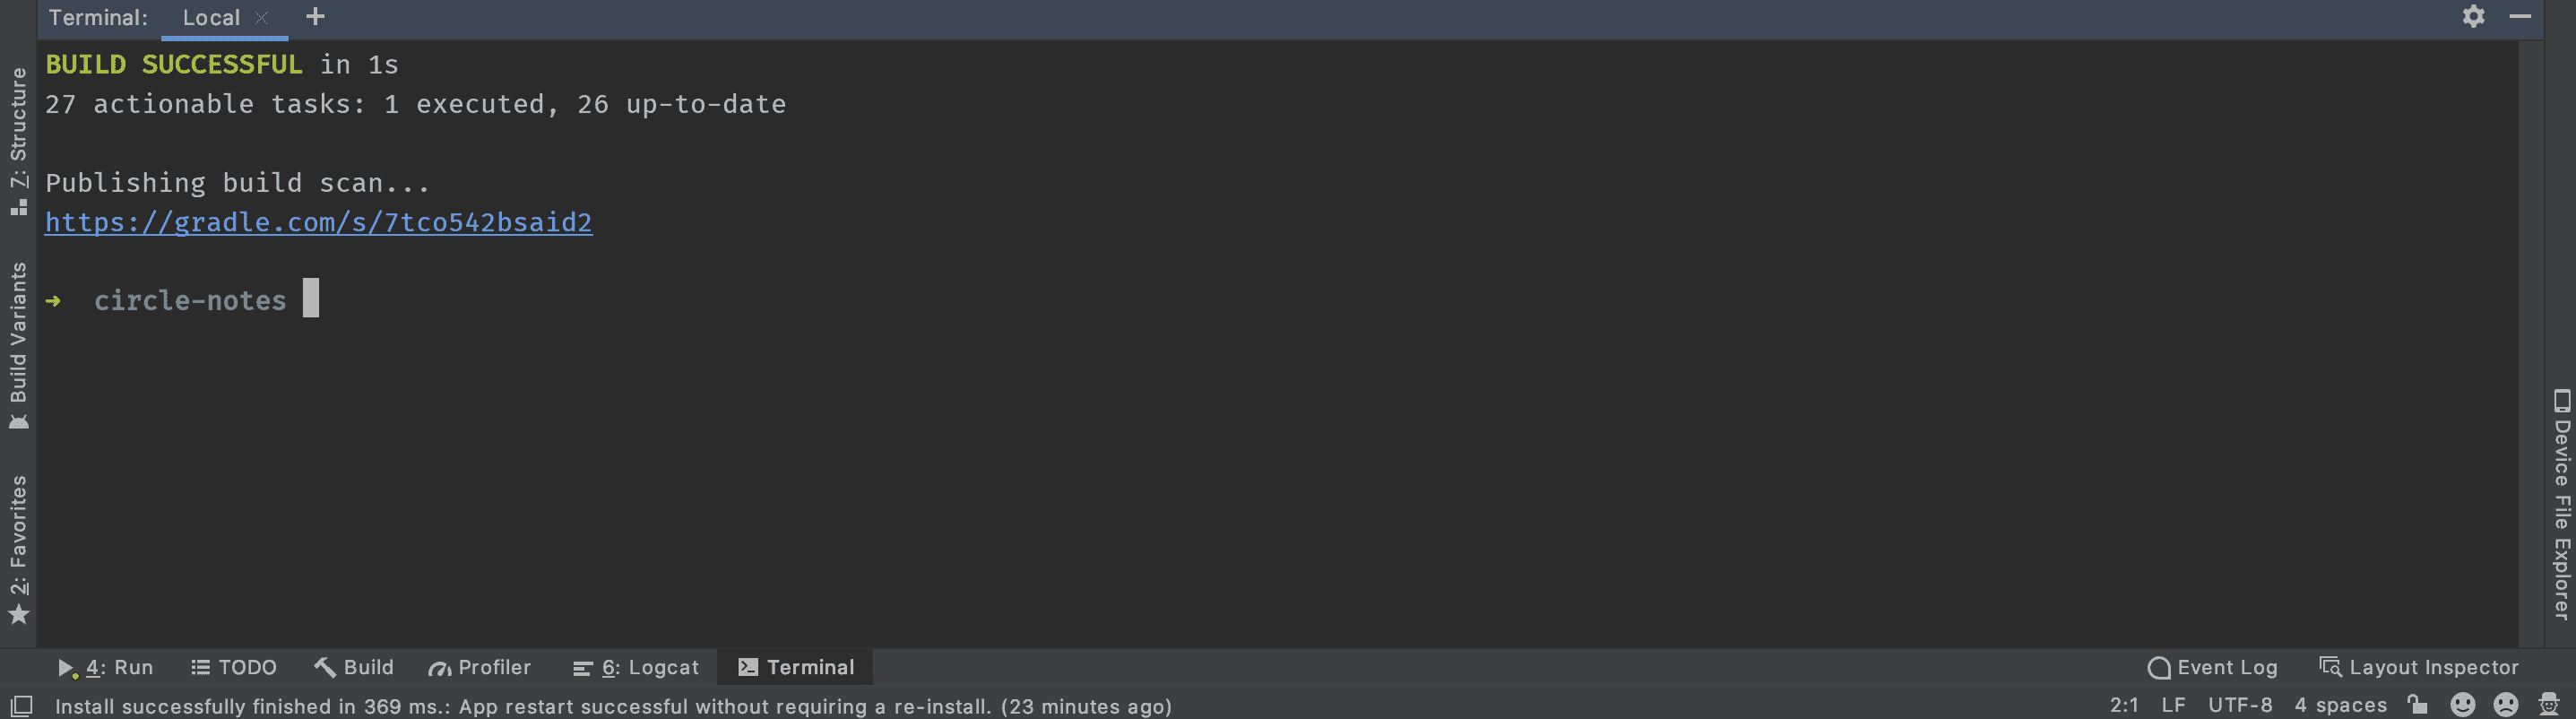 Terminal: Local × +
BUILD SUCCESSFUL in 1s
27 actionable tasks: 1 executed, 26 up-to-date
Publishing build scan...
https://gradle.com/s/7tco542bsaid2
➜ circle-notes
7: Structure
Build Variants
2: Favorites
Device File Explorer
4: Run TODO Build Profiler 6: Logcat Terminal Event Log Layout Inspector
Install successfully finished in 369 ms.: App restart successful without requiring a re-install. (23 minutes ago) 2:1 LF UTF-8 4 spaces